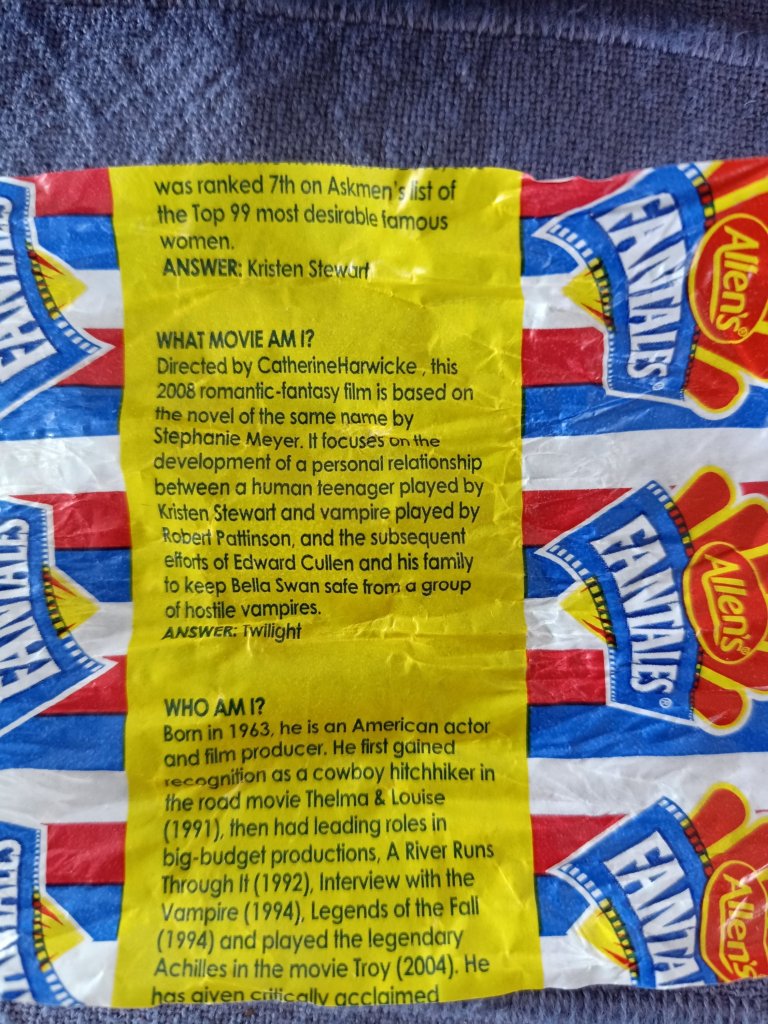 was ranked 7th on Askmen's list of
the Top 99 most desirable famous
women.
ANSWER: Kristen Stewart
WHAT MOVIE AM I?
Directed by CatherineHarwicke , this
2008 romantic-fantasy film is based on
the novel of the same name by
Stephanie Meyer. It focuses on the
development of a personal relationship
between a human teenager played by
Kristen Stewart and vampire played by
Robert Pattinson, and the subsequent
efforts of Edward Cullen and his family
to keep Bella Swan safe from a group
of hostile vampires.
ANSWER: Twilight
WHO AM I?
Born in 1963, he is an American actor
and film producer. He first gained
recognition as a cowboy hitchhiker in
the road movie Thelma & Louise
(1991), then had leading roles in
big-budget productions, A River Runs
Through It (1992), Interview with the
Vampire (1994), Legends of the Fall
(1994) and played the legendary
Achilles in the movie Troy (2004). He
has given critically acclaimed
FANTALES®
Allen's®
FANTALES®
Allen's®
FANTA
Allen's
FANTALES